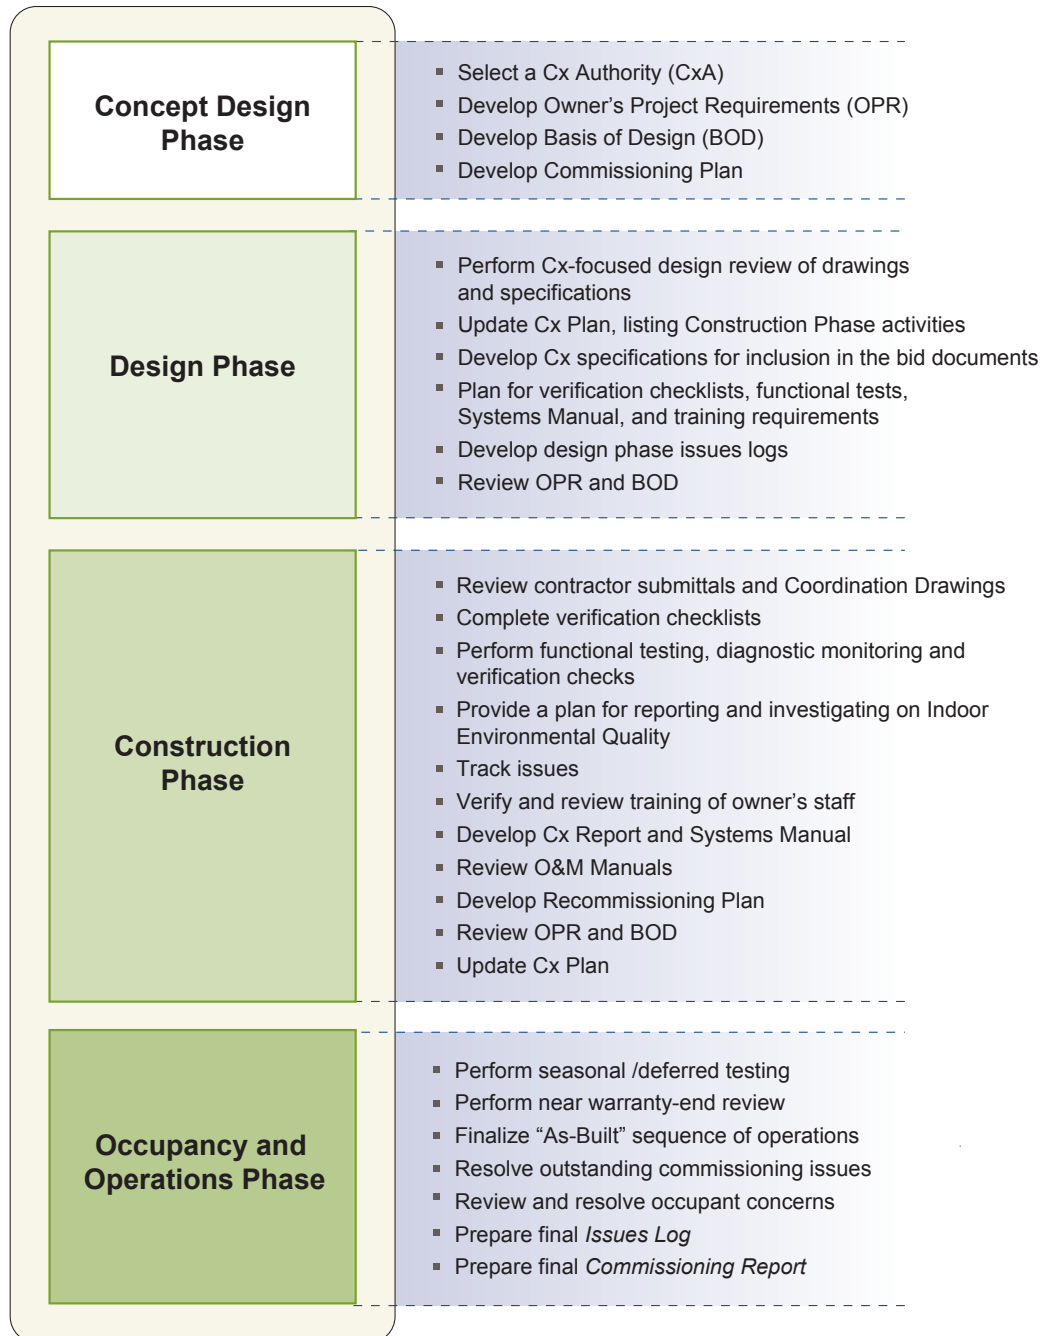 Concept Design
Phase
▪ Select a Cx Authority (CxA)
▪ Develop Owner’s Project Requirements (OPR)
▪ Develop Basis of Design (BOD)
▪ Develop Commissioning Plan
Design Phase
▪ Perform Cx-focused design review of drawings
and specifications
▪ Update Cx Plan, listing Construction Phase activities
▪ Develop Cx specifications for inclusion in the bid documents
▪ Plan for verification checklists, functional tests,
Systems Manual, and training requirements
▪ Develop design phase issues logs
▪ Review OPR and BOD
Construction
Phase
▪ Review contractor submittals and Coordination Drawings
▪ Complete verification checklists
▪ Perform functional testing, diagnostic monitoring and
verification checks
▪ Provide a plan for reporting and investigating on Indoor
Environmental Quality
▪ Track issues
▪ Verify and review training of owner’s staff
▪ Develop Cx Report and Systems Manual
▪ Review O&M Manuals
▪ Develop Recommissioning Plan
▪ Review OPR and BOD
▪ Update Cx Plan
Occupancy and
Operations Phase
▪ Perform seasonal /deferred testing
▪ Perform near warranty-end review
▪ Finalize “As-Built” sequence of operations
▪ Resolve outstanding commissioning issues
▪ Review and resolve occupant concerns
▪ Prepare final Issues Log
▪ Prepare final Commissioning Report